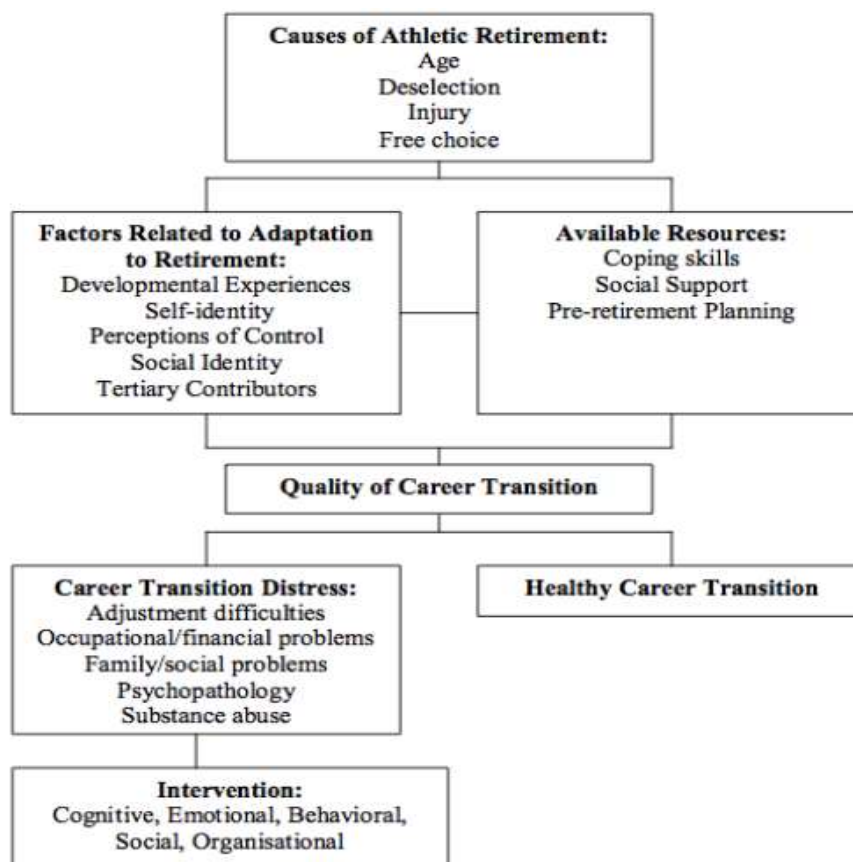 Causes of Athletic Retirement:
Age
Deselection
Injury
Free choice
Factors Related to Adaptation
to Retirement:
Developmental Experiences
Self-identity
Perceptions of Control
Social Identity
Tertiary Contributors
Available Resources:
Coping skills
Social Support
Pre-retirement Planning
Quality of Career Transition
Career Transition Distress:
Adjustment difficulties
Occupational/financial problems
Family/social problems
Psychopathology
Substance abuse
Healthy Career Transition
Intervention:
Cognitive, Emotional, Behavioral,
Social, Organisational